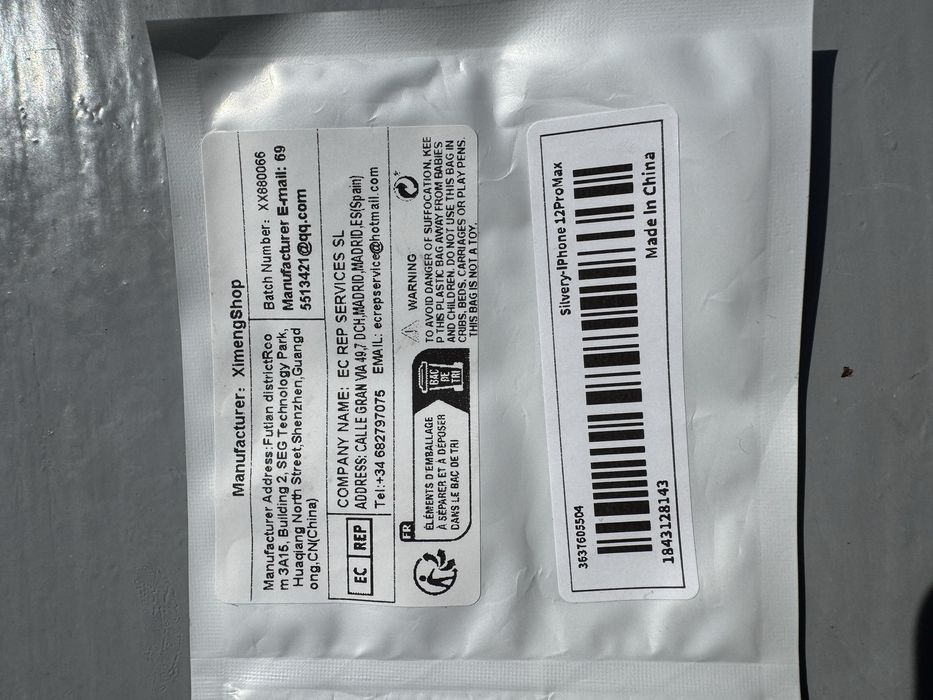 Manufacturer: XimengShop
Manufacturer Address:Futian districtRoo
m 3A15, Building 2, SEG Technology Park,
Huaqiang North Street,Shenzhen,Guangd
ong,CN(China)
Batch Number: XX680066
Manufacturer E-mail: 69
5513421@qq.com
EC REP
COMPANY NAME: EC REP SERVICES SL
ADDRESS: CALLE GRAN VIA 49,7 DCH,MADRID,MADRID,ES(Spain)
Tel:+34 682797075 EMAIL: ecrepservice@hotmail.com
FR
ÉLÉMENTS D'EMBALLAGE
À SÉPARER ET À DÉPOSER
DANS LE BAC DE TRI
BAC
DE
TRI
WARNING
TO AVOID DANGER OF SUFFOCATION, KEE
P THIS PLASTIC BAG AWAY FROM BABIES
AND CHILDREN. DO NOT USE THIS BAG IN
CRIBS, BEDS, CARRIAGES OR PLAY PENS.
THIS BAG IS NOT A TOY.
3637605504
Silvery-IPhone 12ProMax
1843128143
Made In China